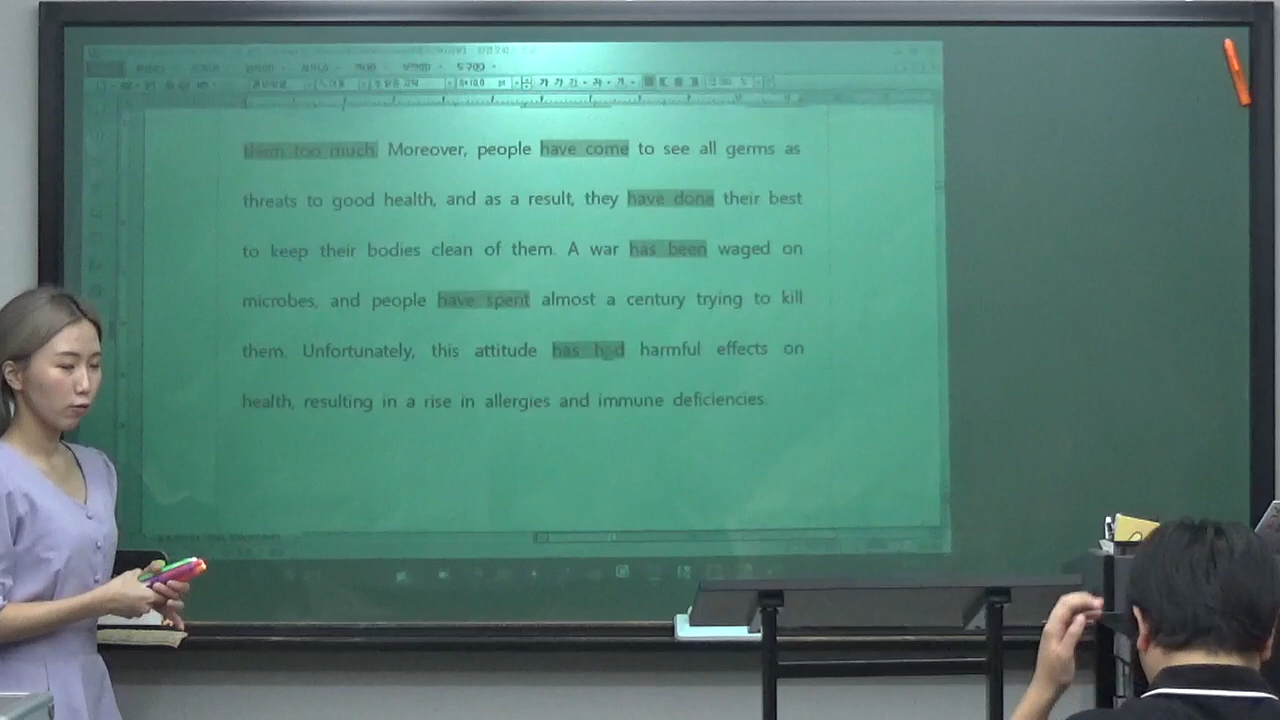 them too much. Moreover, people have come to see all germs as
threats to good health, and as a result, they have done their best
to keep their bodies clean of them. A war has been waged on
microbes, and people have spent almost a century trying to kill
them. Unfortunately, this attitude has had harmful effects on
health, resulting in a rise in allergies and immune deficiencies.